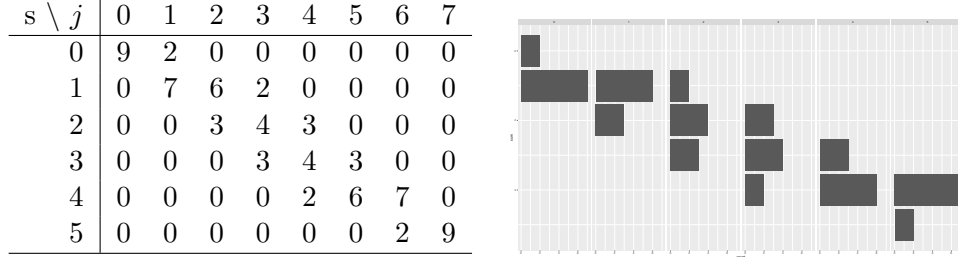 s \ j 0 1 2 3 4 5 6 7
0 9 2 0 0 0 0 0 0
1 0 7 6 2 0 0 0 0
2 0 0 3 4 3 0 0 0
3 0 0 0 3 4 3 0 0
4 0 0 0 0 2 6 7 0
5 0 0 0 0 0 0 2 9